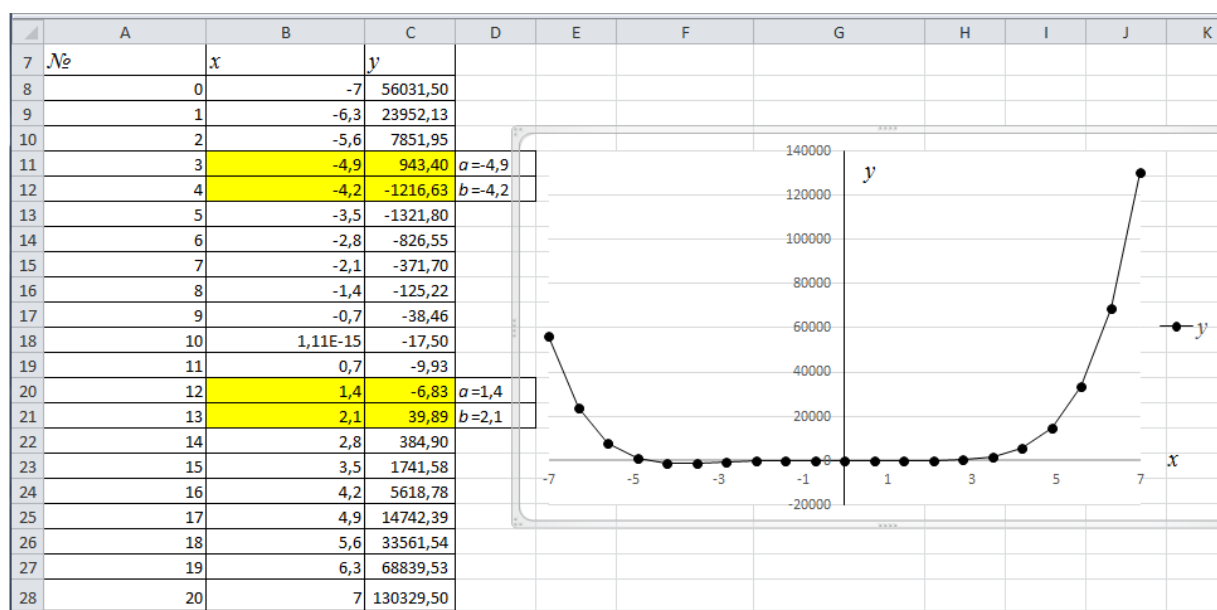 A B C D E F G H I J K
7 № x y
8 0 -7 56031,50
9 1 -6,3 23952,13
10 2 -5,6 7851,95
11 3 -4,9 943,40 a=-4,9
12 4 -4,2 -1216,63 b=-4,2
13 5 -3,5 -1321,80
14 6 -2,8 -826,55
15 7 -2,1 -371,70
16 8 -1,4 -125,22
17 9 -0,7 -38,46
18 10 1,11E-15 -17,50
19 11 0,7 -9,93
20 12 1,4 -6,83 a=1,4
21 13 2,1 39,89 b=2,1
22 14 2,8 384,90
23 15 3,5 1741,58
24 16 4,2 5618,78
25 17 4,9 14742,39
26 18 5,6 33561,54
27 19 6,3 68839,53
28 20 7 130329,50
y
140000
120000
100000
80000
60000
40000
20000
0
-20000
-7 -5 -3 -1 1 3 5 7
x
y